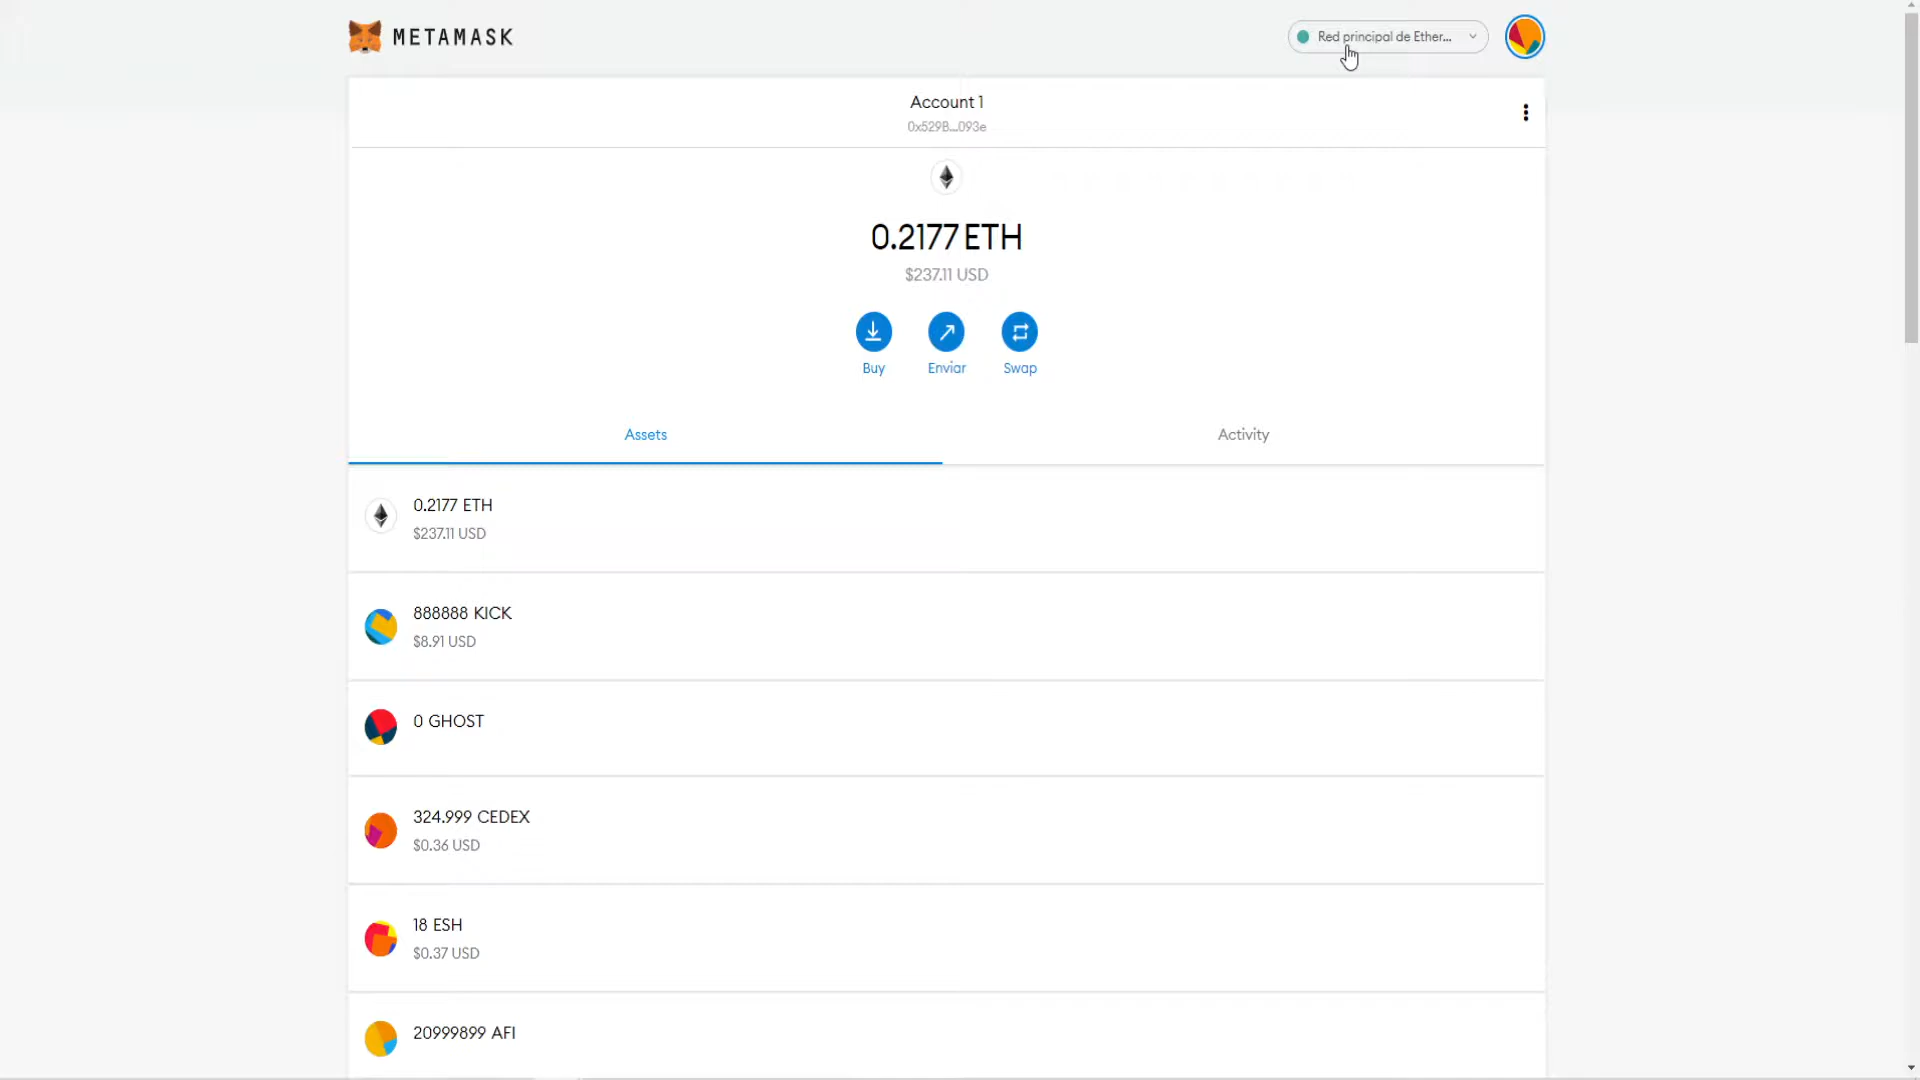 METAMASK
Red principal de Ether...
Account 1
0x529B...093e
0.2177 ETH
$237.11 USD
Buy
Enviar
Swap
Assets
Activity
0.2177 ETH
$237.11 USD
888888 KICK
$8.91 USD
0 GHOST
324.999 CEDEX
$0.36 USD
18 ESH
$0.37 USD
20999899 AFI